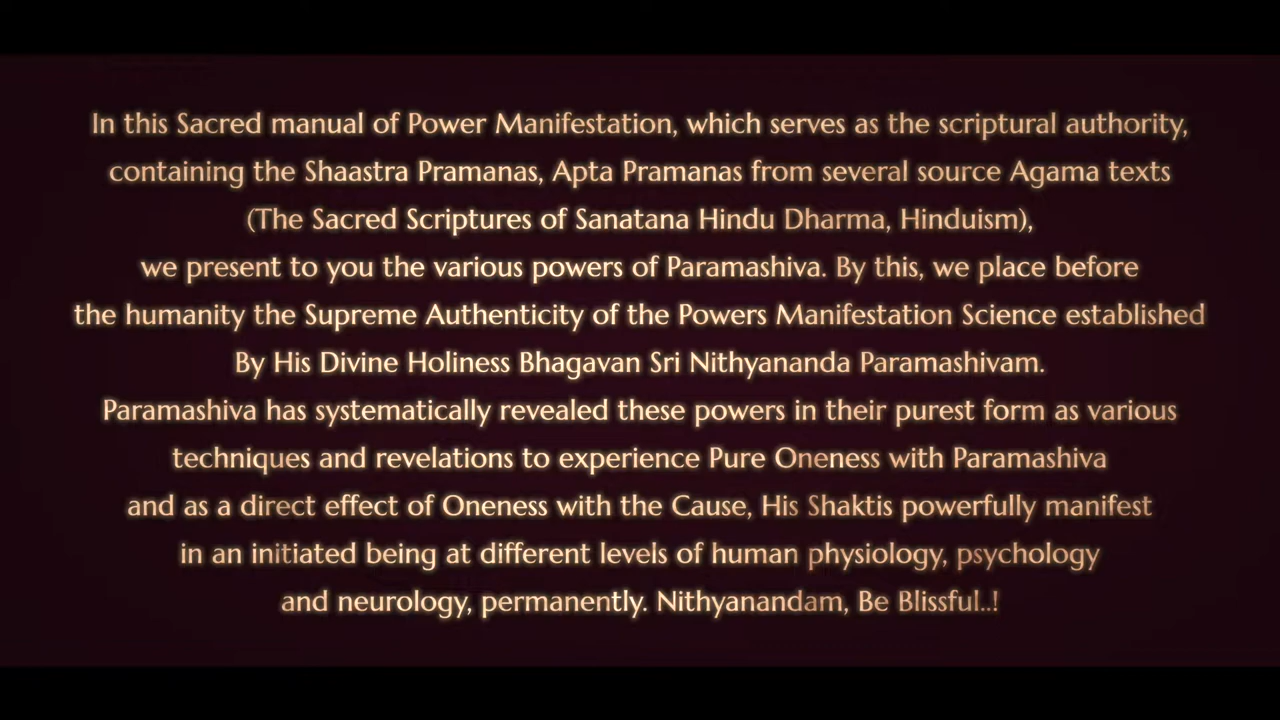 In this Sacred manual of Power Manifestation, which serves as the scriptural authority,
containing the Shaastra Pramanas, Apta Pramanas from several source Agama texts
(The Sacred Scriptures of Sanatana Hindu Dharma, Hinduism),
we present to you the various powers of Paramashiva. By this, we place before
the humanity the Supreme Authenticity of the Powers Manifestation Science established
By His Divine Holiness Bhagavan Sri Nithyananda Paramashivam.
Paramashiva has systematically revealed these powers in their purest form as various
techniques and revelations to experience Pure Oneness with Paramashiva
and as a direct effect of Oneness with the Cause, His Shaktis powerfully manifest
in an initiated being at different levels of human physiology, psychology
and neurology, permanently. Nithyanandam, Be Blissful..!